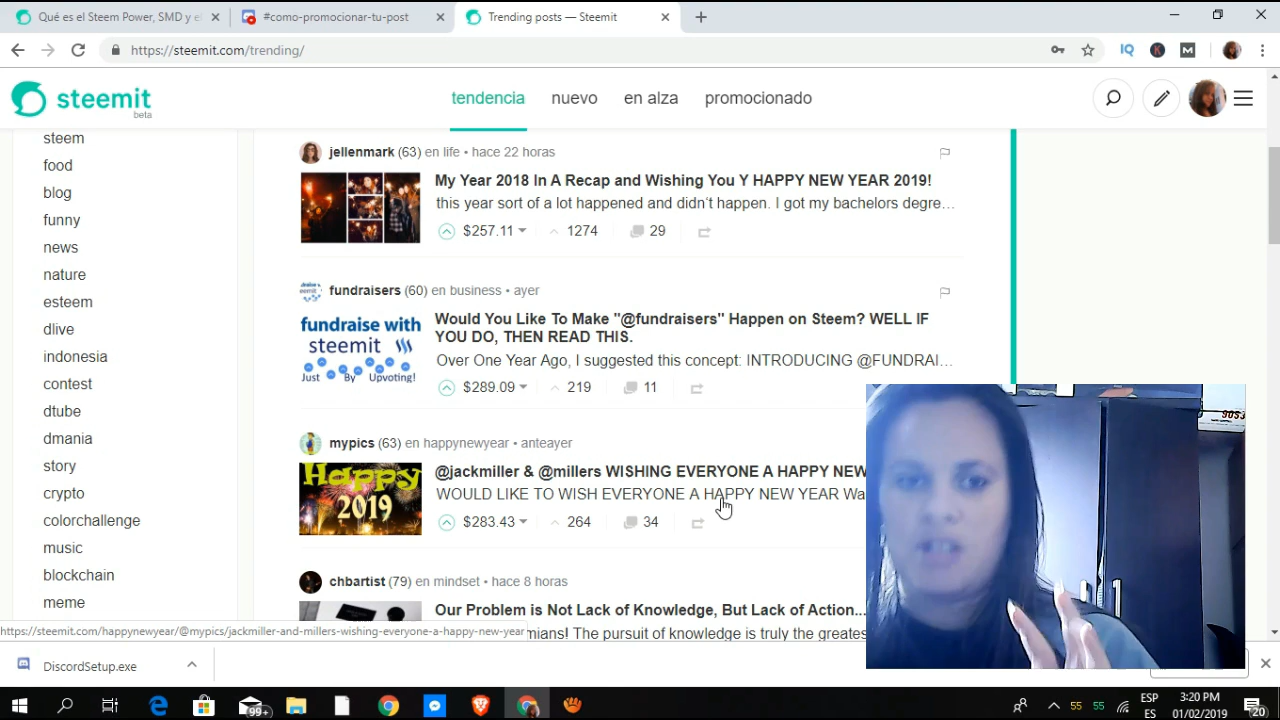 Qué es el Steem Power, SMD y el
#como-promocionar-tu-post
Trending posts — Steemit
https://steemit.com/trending/
steemit
beta
tendencia
nuevo
en alza
promocionado
steem
food
blog
funny
news
nature
esteem
dlive
indonesia
contest
dtube
dmania
story
crypto
colorchallenge
music
blockchain
meme
jellenmark (63) en life • hace 22 horas
My Year 2018 In A Recap and Wishing You Y HAPPY NEW YEAR 2019!
this year sort of a lot happened and didn't happen. I got my bachelors degre…
$257.11 1274 29
fundraisers (60) en business • ayer
fundraise with
steemit
Just By Upvoting!
Would You Like To Make "@fundraisers" Happen on Steem? WELL IF
YOU DO, THEN READ THIS.
Over One Year Ago, I suggested this concept: INTRODUCING @FUNDRAI…
$289.09 219 11
mypics (63) en happynewyear • anteayer
Happy
2019
@jackmiller & @millers WISHING EVERYONE A HAPPY NEW
WOULD LIKE TO WISH EVERYONE A HAPPY NEW YEAR Wa
$283.43 264 34
chbartist (79) en mindset • hace 8 horas
Our Problem is Not Lack of Knowledge, But Lack of Action...
mians! The pursuit of knowledge is truly the greates
https://steemit.com/happynewyear/@mypics/jackmiller-and-millers-wishing-everyone-a-happy-new-year
DiscordSetup.exe
99+
55 55
ESP
ES
3:20 PM
01/02/2019
20